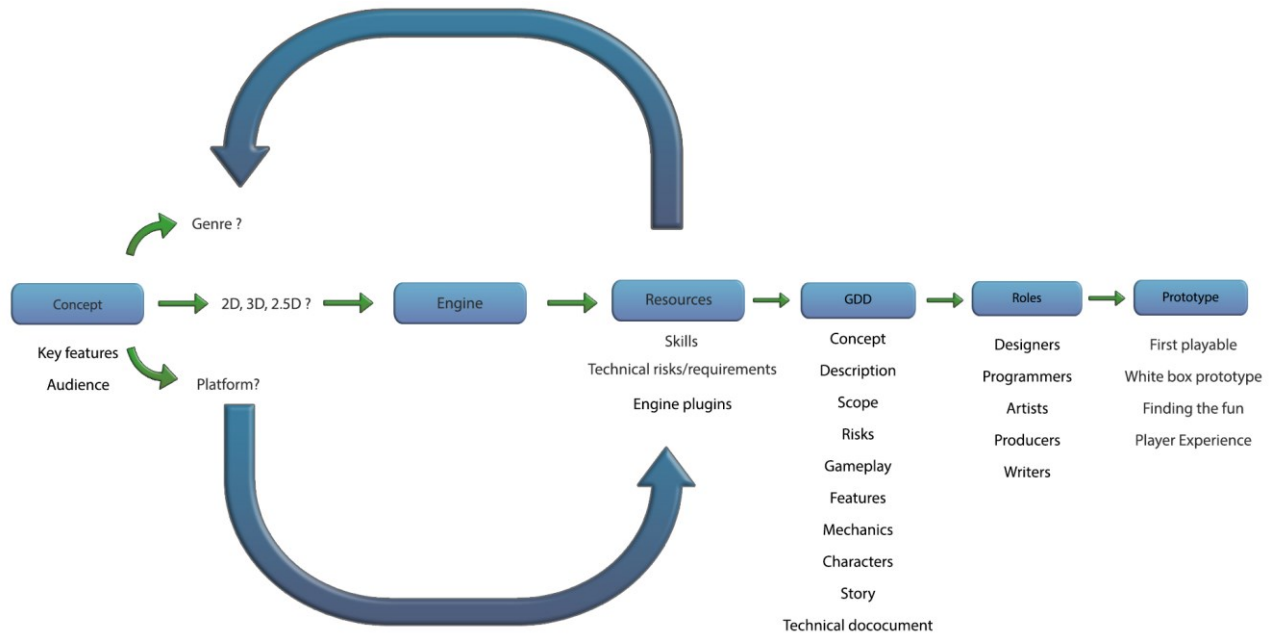 Genre ?
Concept
2D, 3D, 2.5D ?
Engine
Resources
GDD
Roles
Prototype
Key features
Audience
Platform?
Skills
Technical risks/requirements
Engine plugins
Concept
Description
Scope
Risks
Gameplay
Features
Mechanics
Characters
Story
Technical dococument
Designers
Programmers
Artists
Producers
Writers
First playable
White box prototype
Finding the fun
Player Experience